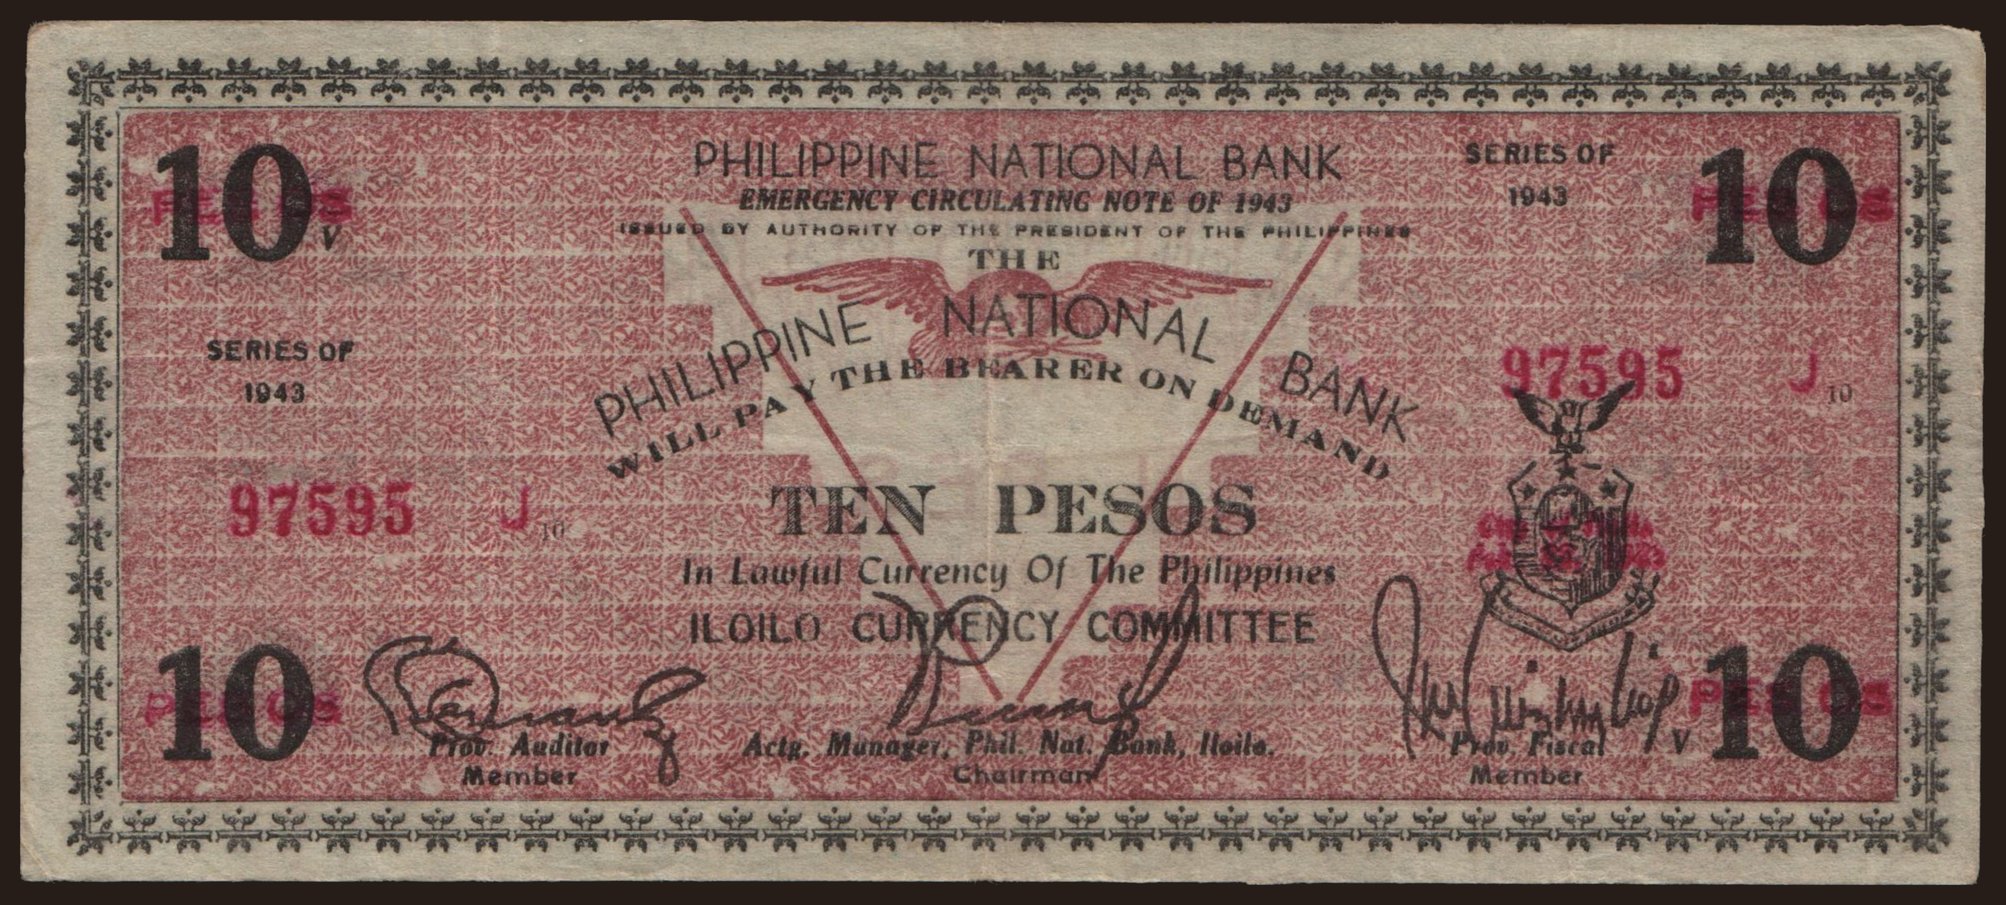 PHILIPPINE NATIONAL BANK
EMERGENCY CIRCULATING NOTE OF 1943
ISSUED BY AUTHORITY OF THE PRESIDENT OF THE PHILIPPINES
10
PESOS
V
SERIES OF
1943
10
PESOS
THE
PHILIPPINE NATIONAL BANK
WILL PAY THE BEARER ON DEMAND
SERIES OF
1943
97595 J 10
97595 J 10
TEN PESOS
In Lawful Currency Of The Philippines
ILOILO CURRENCY COMMITTEE
10
PESOS
Prov. Auditor
Member
Actg. Manager, Phil. Nat. Bank, Iloilo.
Chairman
Prov. Fiscal
Member
V
10
PESOS